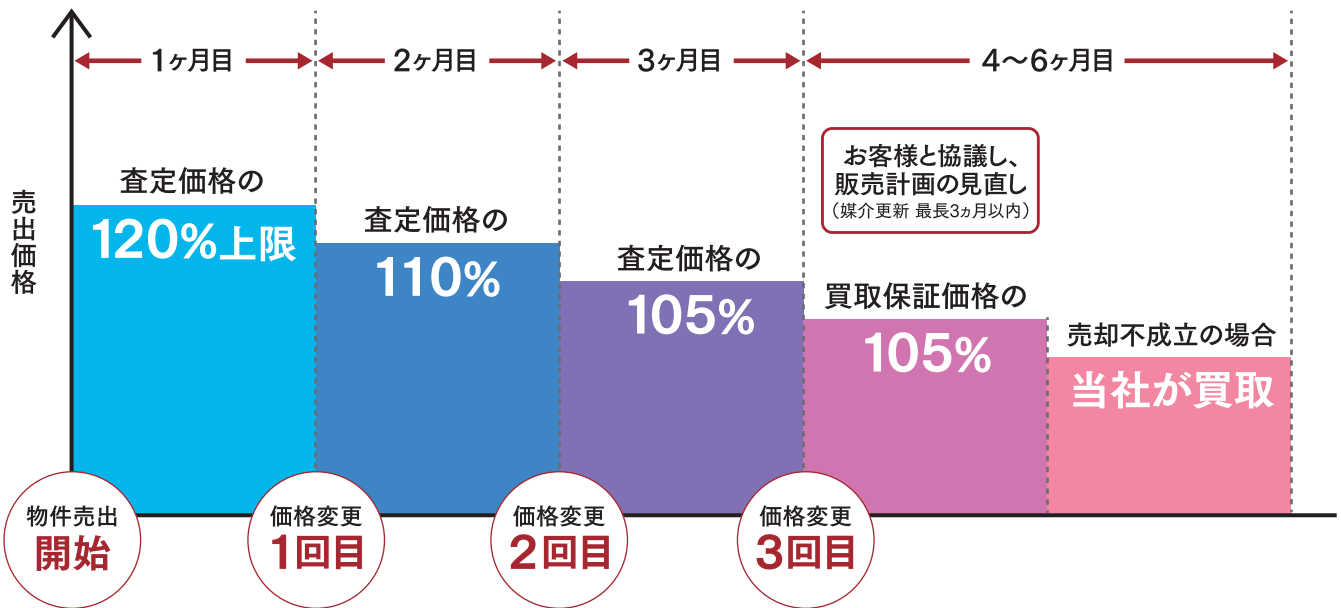 1ヶ月目
2ヶ月目
3ヶ月目
4〜6ヶ月目
売出価格
査定価格の
120%上限
査定価格の
110%
査定価格の
105%
お客様と協議し、
販売計画の見直し
（媒介更新 最長3ヵ月以内）
買取保証価格の
105%
売却不成立の場合
当社が買取
物件売出
開始
価格変更
1回目
価格変更
2回目
価格変更
3回目